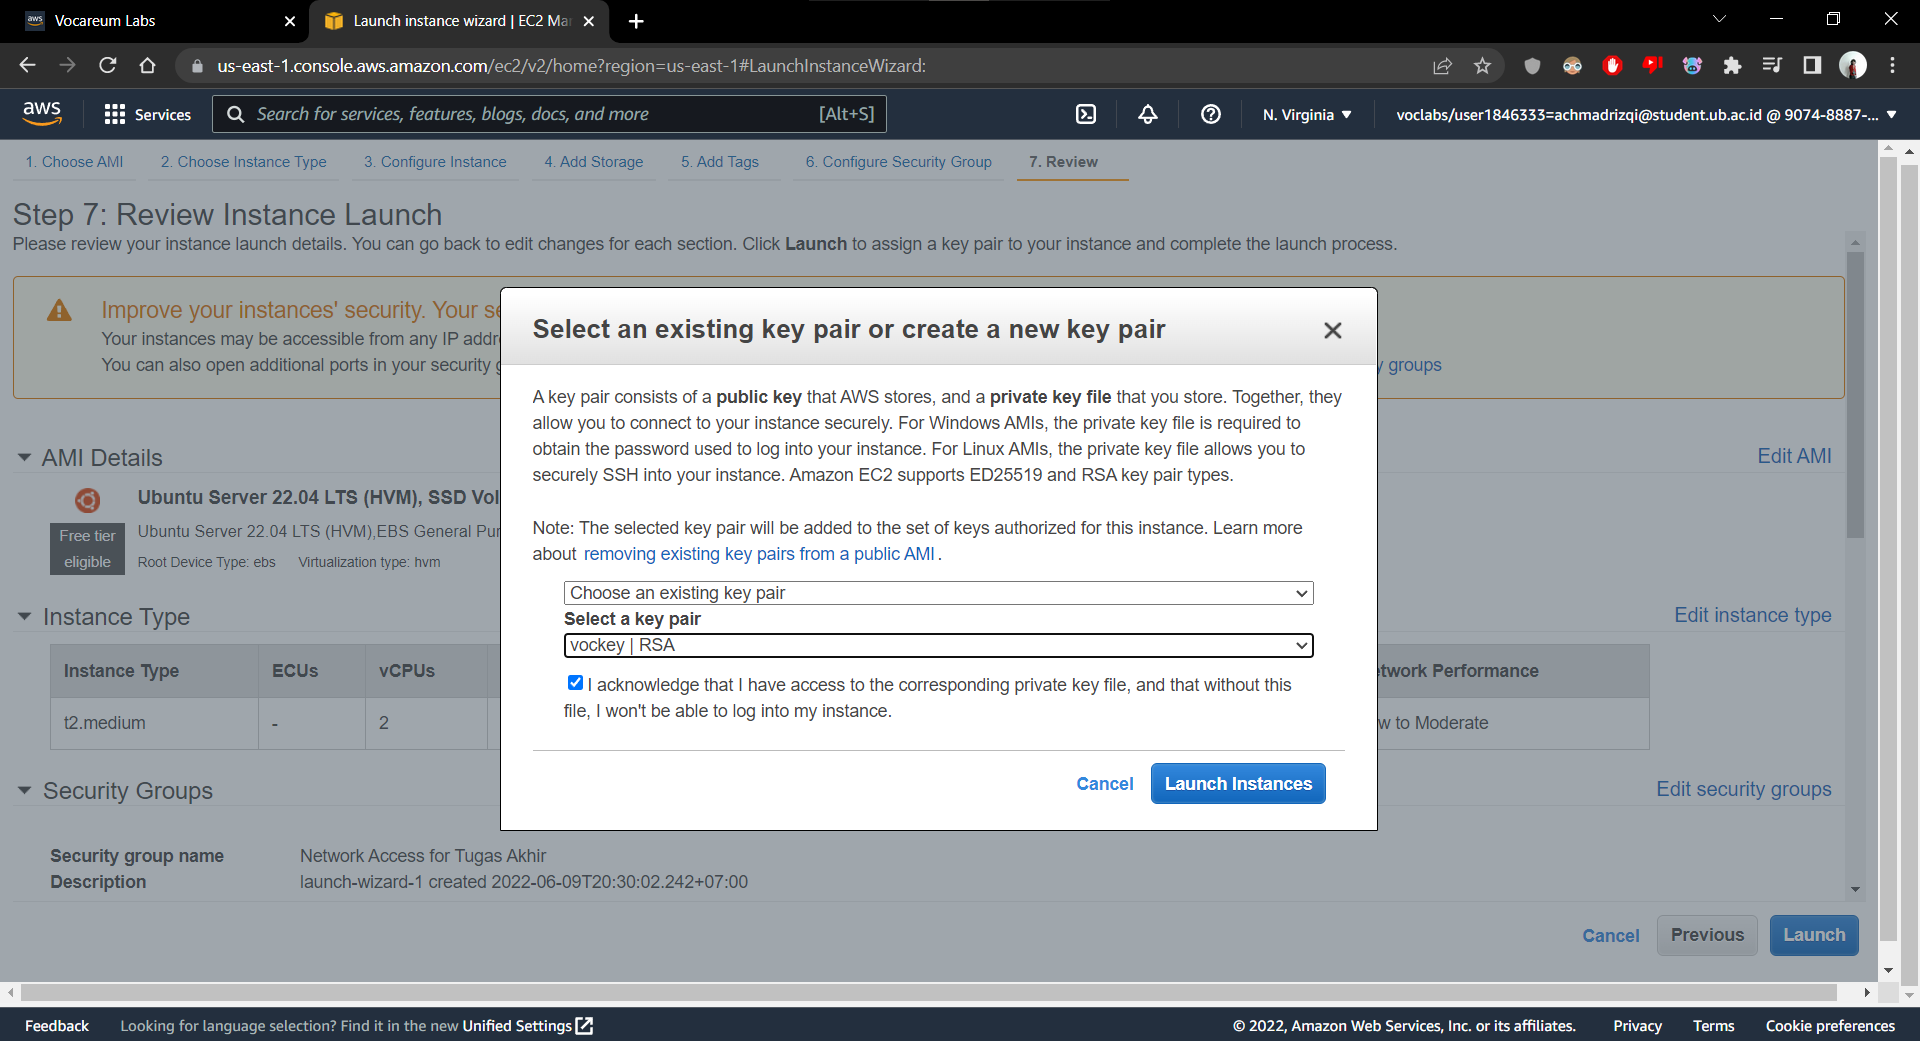 Vocareum Labs
Launch instance wizard | EC2 Mar
us-east-1.console.aws.amazon.com/ec2/v2/home?region=us-east-1#LaunchInstanceWizard:
aws
Services
Search for services, features, blogs, docs, and more
[Alt+S]
N. Virginia
voclabs/user1846333=achmadrizqi@student.ub.ac.id @ 9074-8887-...
1. Choose AMI
2. Choose Instance Type
3. Configure Instance
4. Add Storage
5. Add Tags
6. Configure Security Group
7. Review
Step 7: Review Instance Launch
Please review your instance launch details. You can go back to edit changes for each section. Click Launch to assign a key pair to your instance and complete the launch process.
Improve your instances' security. Your se
Your instances may be accessible from any IP addr
You can also open additional ports in your security g
y groups
Select an existing key pair or create a new key pair
A key pair consists of a public key that AWS stores, and a private key file that you store. Together, they
allow you to connect to your instance securely. For Windows AMIs, the private key file is required to
obtain the password used to log into your instance. For Linux AMIs, the private key file allows you to
securely SSH into your instance. Amazon EC2 supports ED25519 and RSA key pair types.
Note: The selected key pair will be added to the set of keys authorized for this instance. Learn more
about removing existing key pairs from a public AMI .
Choose an existing key pair
Select a key pair
vockey | RSA
I acknowledge that I have access to the corresponding private key file, and that without this
file, I won't be able to log into my instance.
Cancel
Launch Instances
AMI Details
Edit AMI
Ubuntu Server 22.04 LTS (HVM), SSD Vol
Free tier
eligible
Ubuntu Server 22.04 LTS (HVM),EBS General Pur
Root Device Type: ebs
Virtualization type: hvm
Instance Type
Edit instance type
Instance Type
ECUs
vCPUs
twork Performance
t2.medium
-
2
w to Moderate
Security Groups
Edit security groups
Security group name
Network Access for Tugas Akhir
Description
launch-wizard-1 created 2022-06-09T20:30:02.242+07:00
Cancel
Previous
Launch
Feedback
Looking for language selection? Find it in the new Unified Settings
© 2022, Amazon Web Services, Inc. or its affiliates.
Privacy
Terms
Cookie preferences